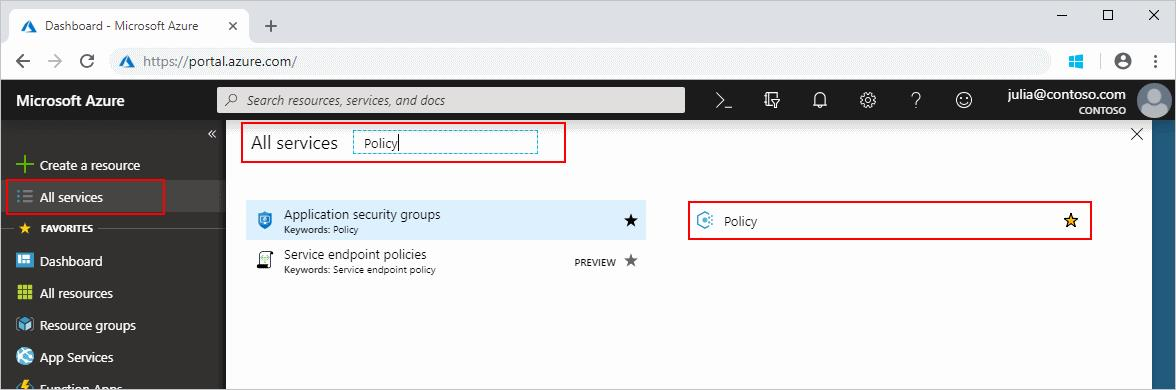 Dashboard - Microsoft Azure
https://portal.azure.com/
Microsoft Azure
Search resources, services, and docs
julia@contoso.com
CONTOSO
Create a resource
All services
FAVORITES
Dashboard
All resources
Resource groups
App Services
Function Apps
All services
Policy
Application security groups
Keywords: Policy
Service endpoint policies
Keywords: Service endpoint policy
PREVIEW
Policy